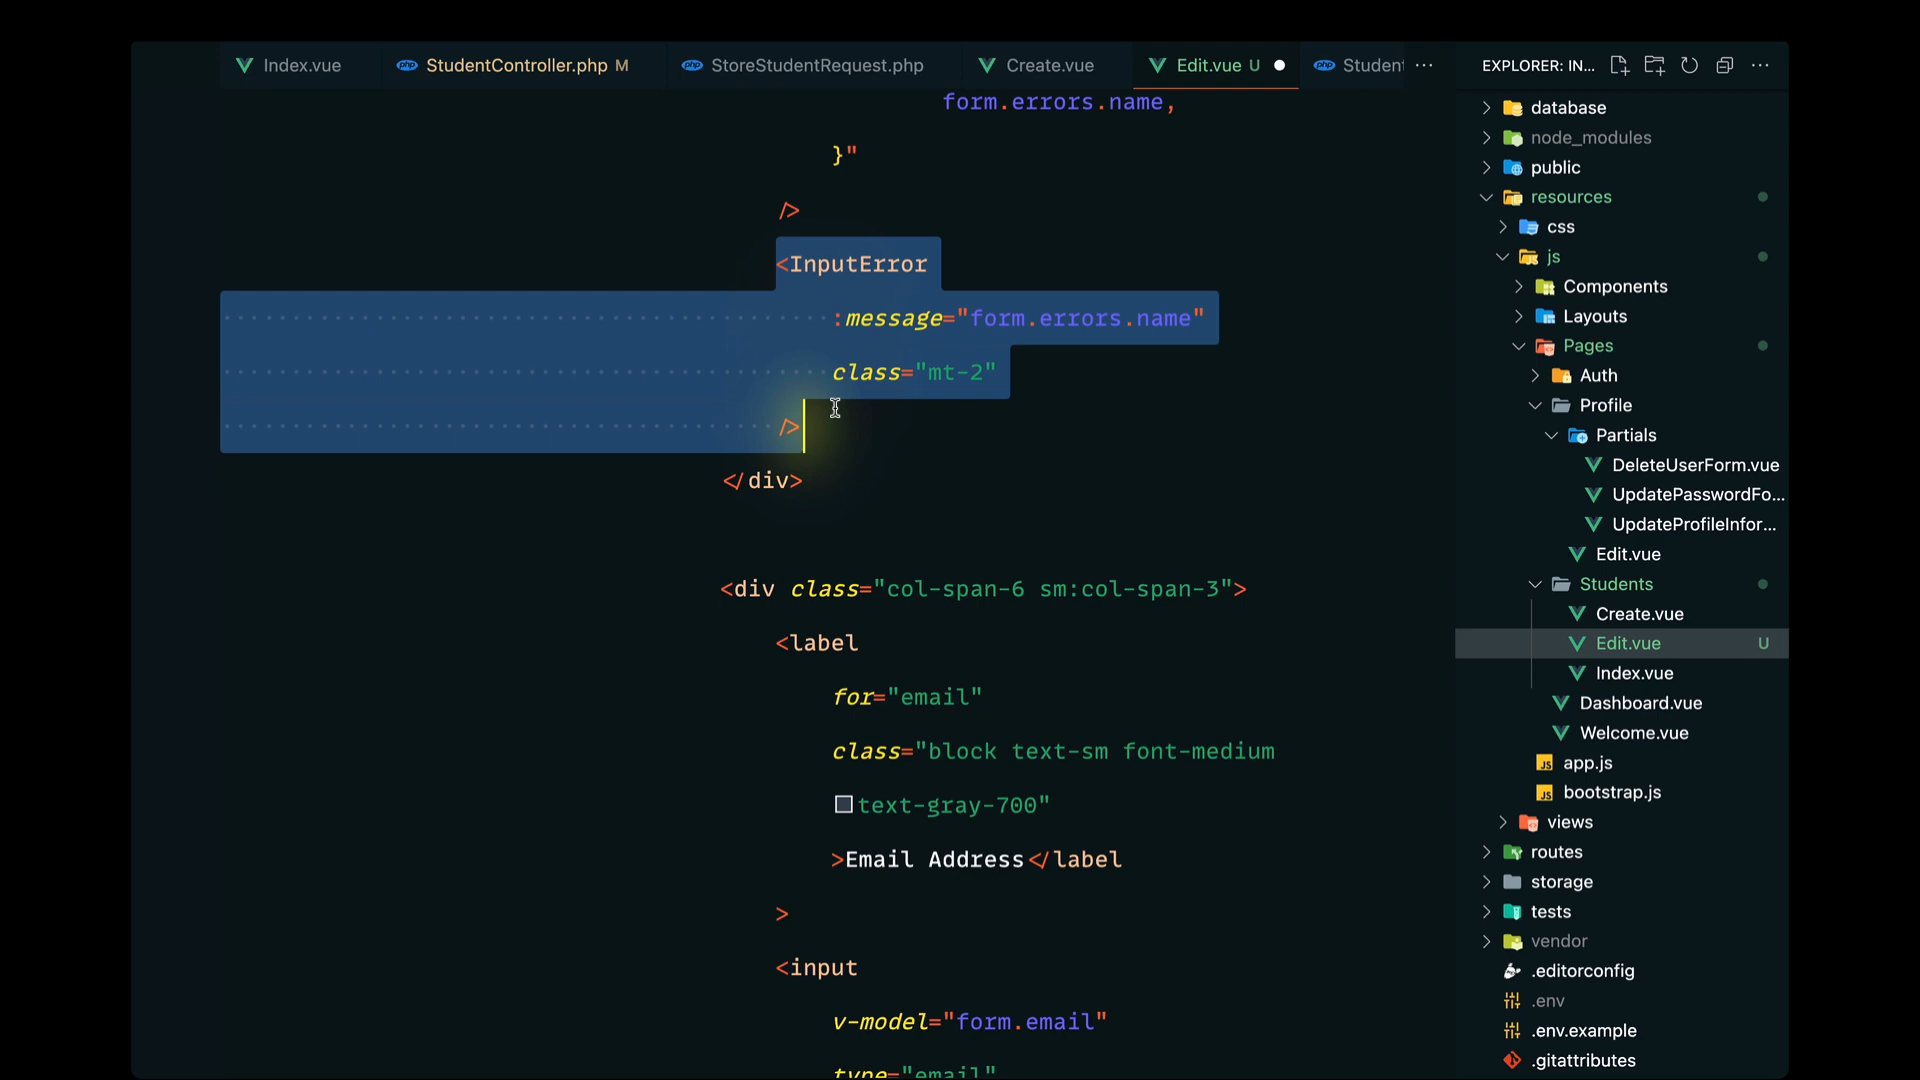 Index.vue
StudentController.php M
StoreStudentRequest.php
Create.vue
Edit.vue U
Student
...
EXPLORER: IN...
form.errors.name,
}"
/>
<InputError
:message="form.errors.name"
class="mt-2"
/>
</div>
<div class="col-span-6 sm:col-span-3">
<label
for="email"
class="block text-sm font-medium
text-gray-700"
>Email Address</label
>
<input
v-model="form.email"
type="email"
database
node_modules
public
resources
css
js
Components
Layouts
Pages
Auth
Profile
Partials
DeleteUserForm.vue
UpdatePasswordFo...
UpdateProfileInfor...
Edit.vue
Students
Create.vue
Edit.vue U
Index.vue
Dashboard.vue
Welcome.vue
JS app.js
JS bootstrap.js
views
routes
storage
tests
vendor
.editorconfig
.env
.env.example
.gitattributes